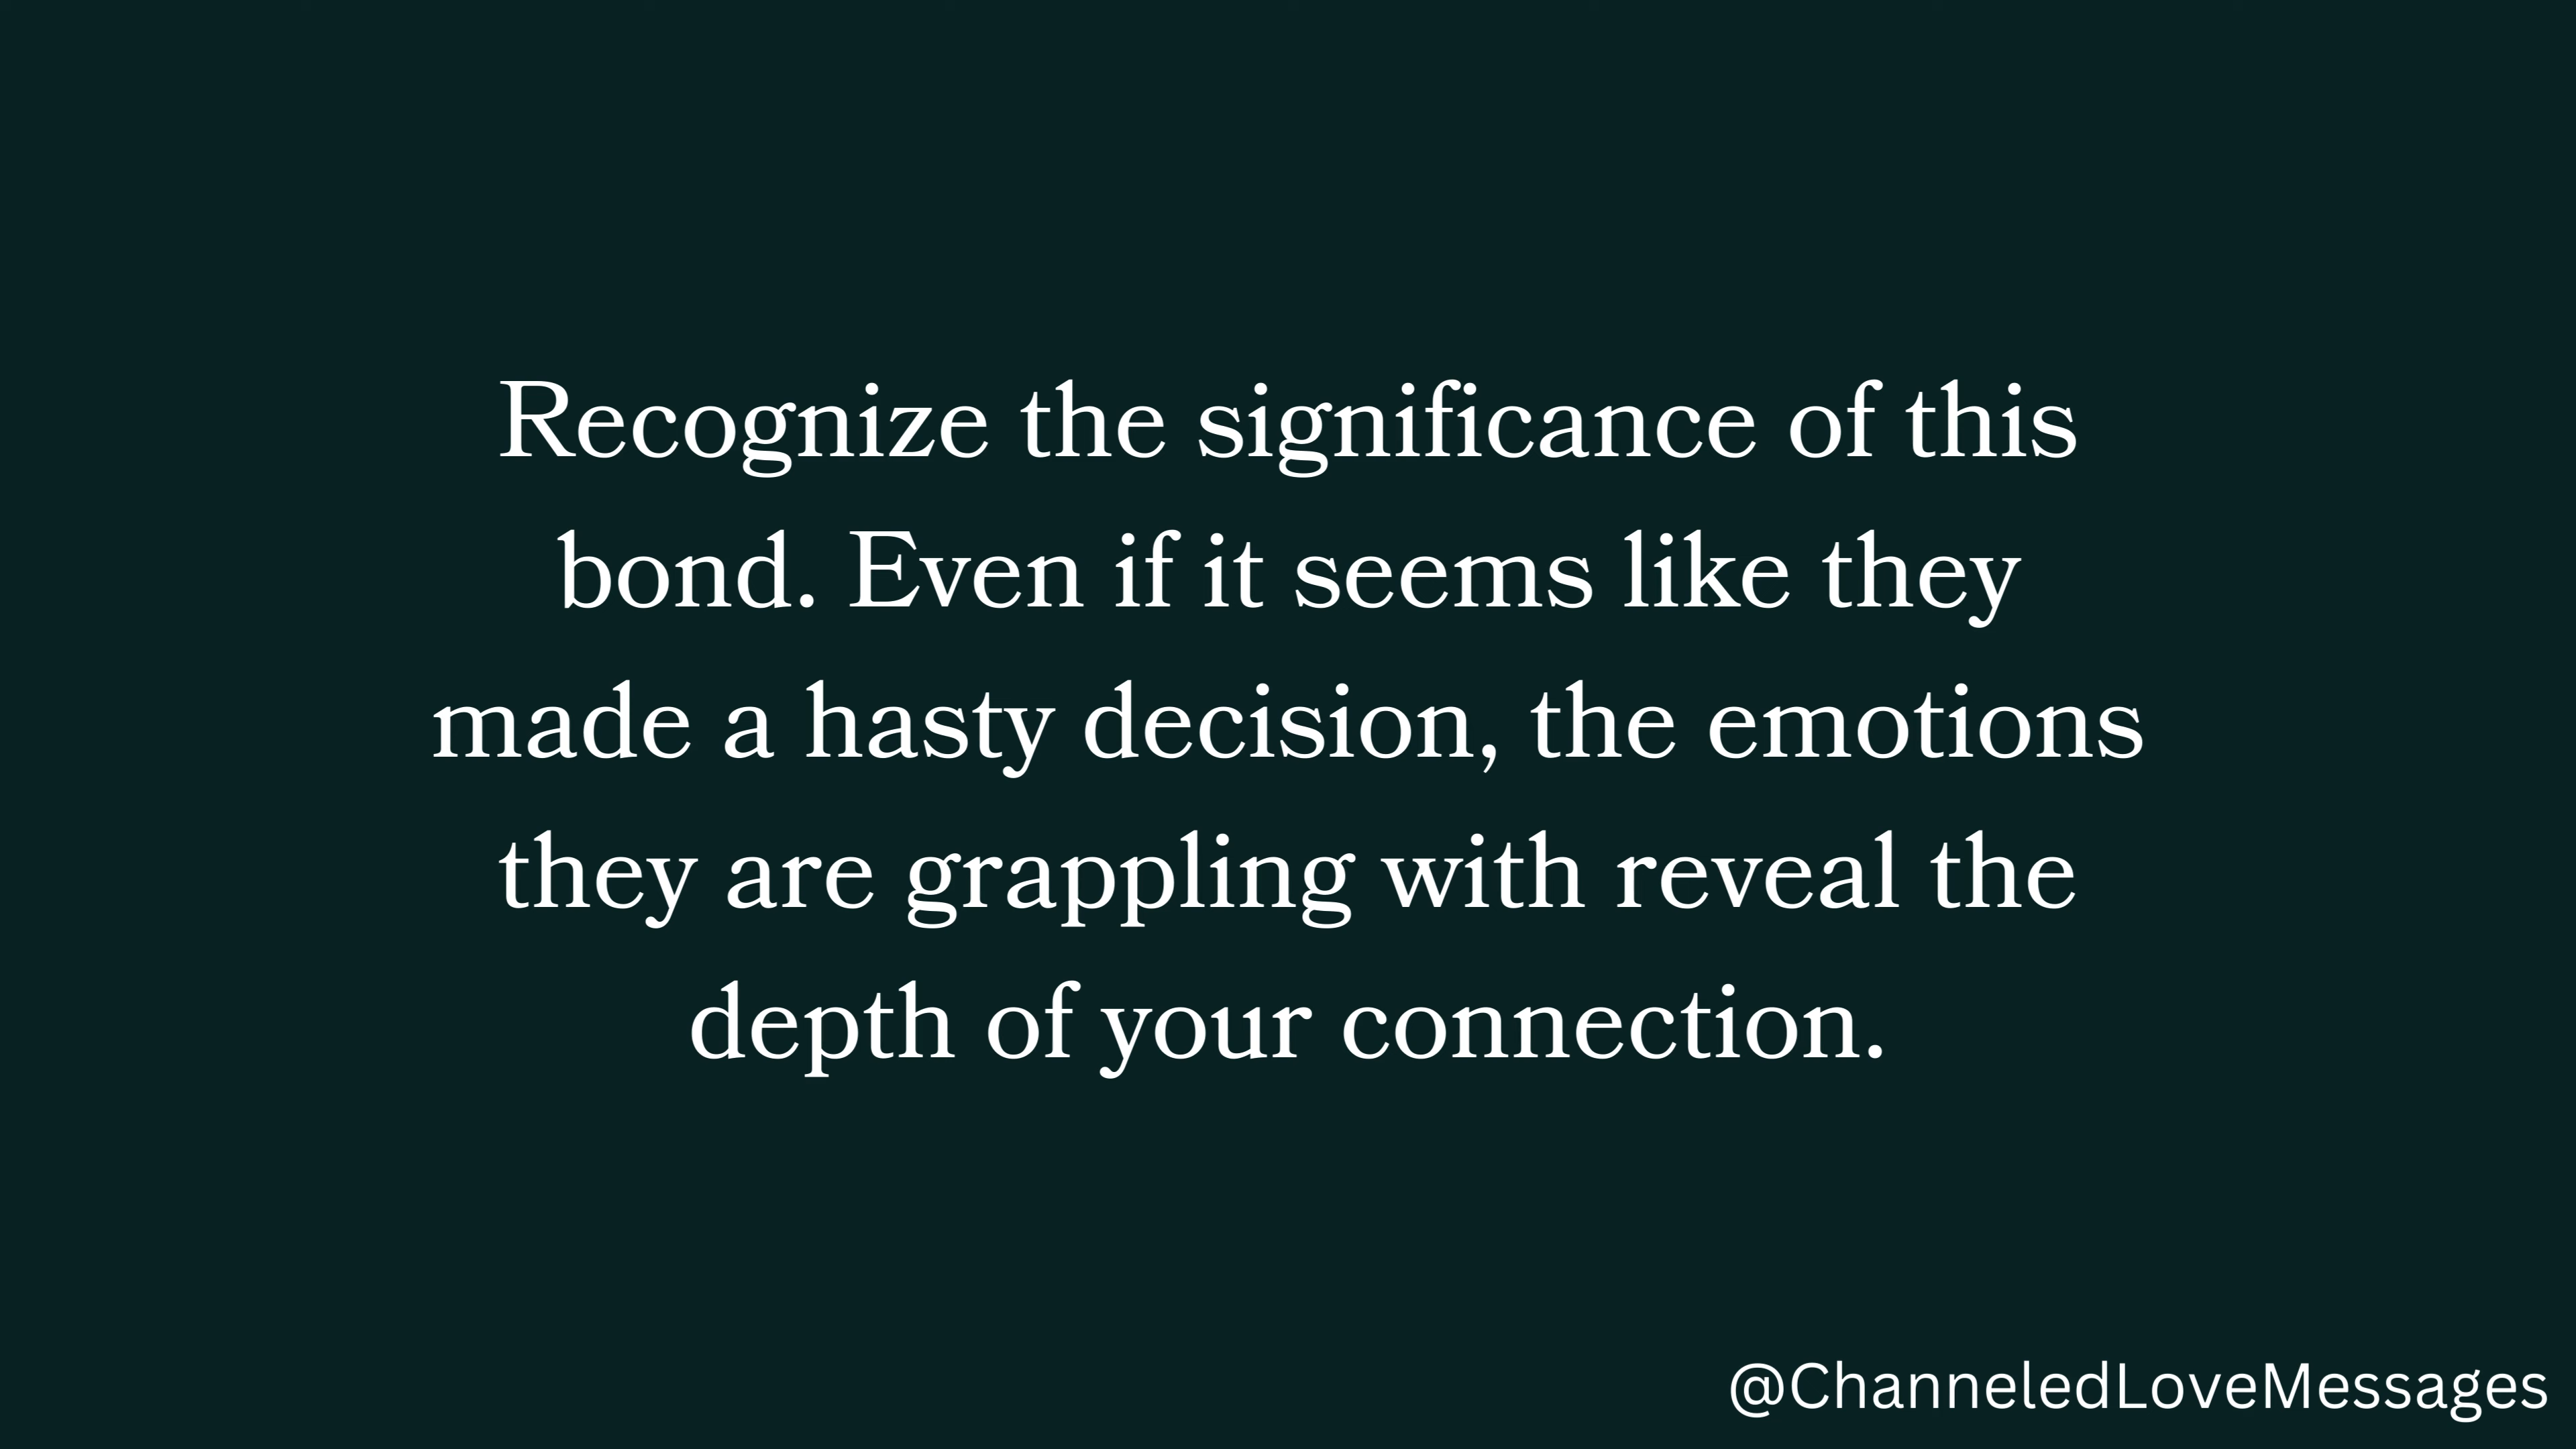 Recognize the significance of this
bond. Even if it seems like they
made a hasty decision, the emotions
they are grappling with reveal the
depth of your connection.
@ChanneledLoveMessages